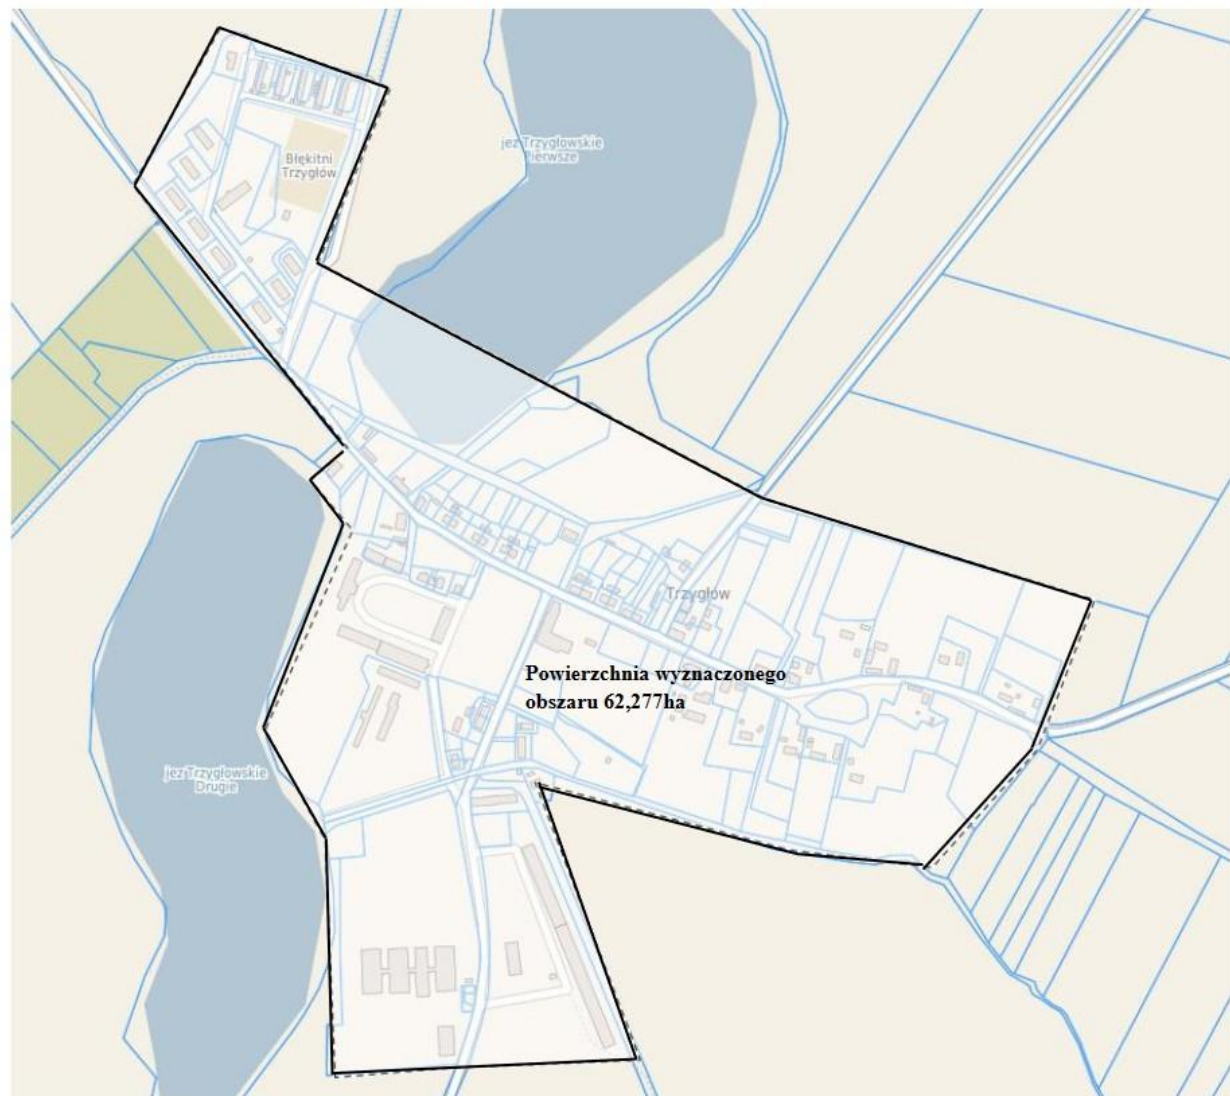 jez Trzygłowskie
Pierwsze
Błękitni
Trzygłów
Trzygłów
Powierzchnia wyznaczonego
obszaru 62,277ha
jez Trzygłowskie
Drugie